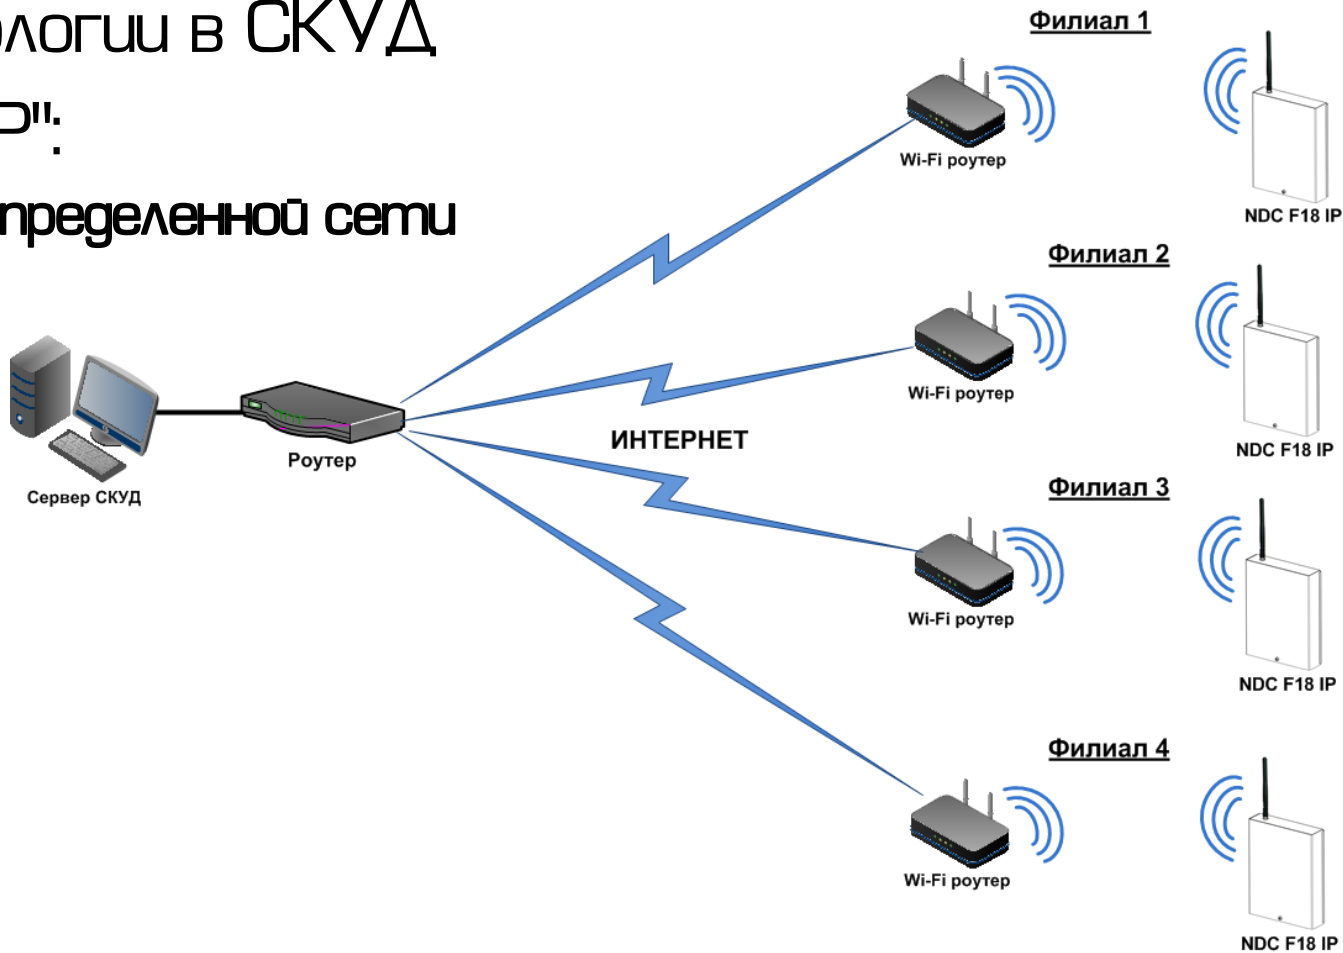 ологии в СКУД
Р":
пределенной сети
Филиал 1
Wi-Fi роутер
NDC F18 IP
Филиал 2
Wi-Fi роутер
NDC F18 IP
ИНТЕРНЕТ
Роутер
Сервер СКУД
Филиал 3
Wi-Fi роутер
NDC F18 IP
Филиал 4
Wi-Fi роутер
NDC F18 IP